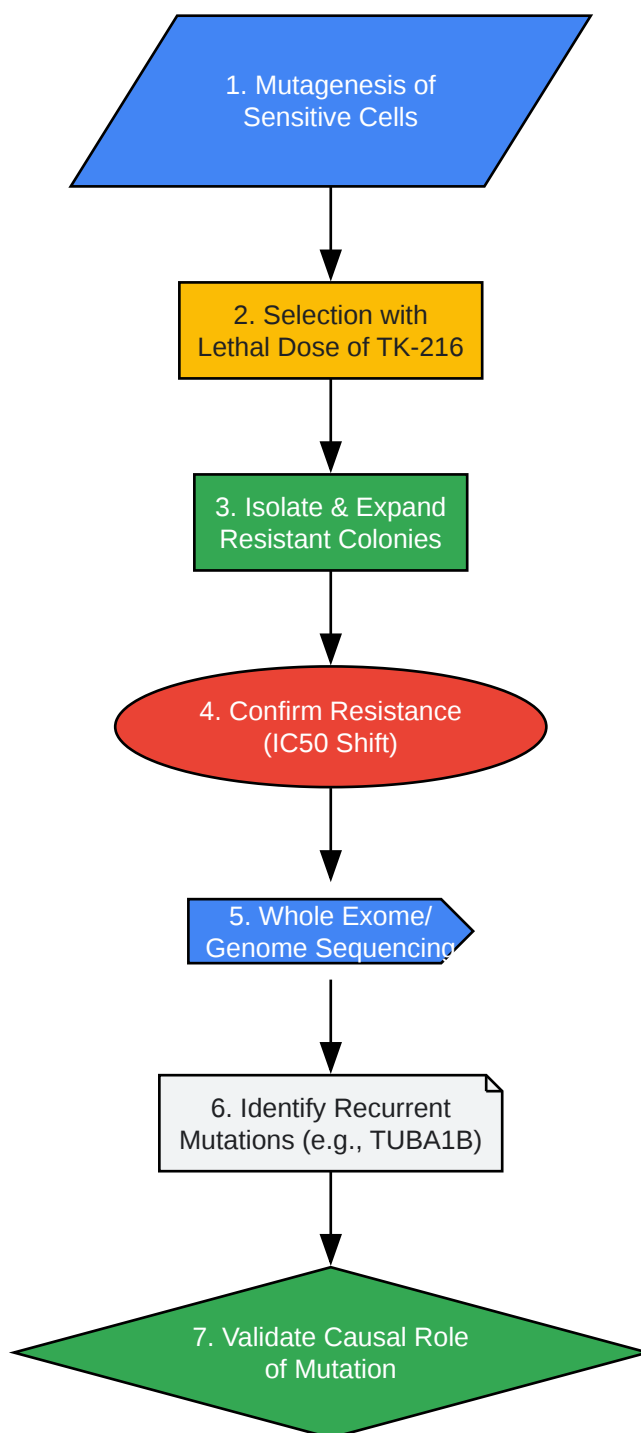 1. Mutagenesis of
Sensitive Cells
2. Selection with
Lethal Dose of TK-216
3. Isolate & Expand
Resistant Colonies
4. Confirm Resistance
(IC50 Shift)
5. Whole Exome/
Genome Sequencing
6. Identify Recurrent
Mutations (e.g., TUBA1B)
7. Validate Causal Role
of Mutation